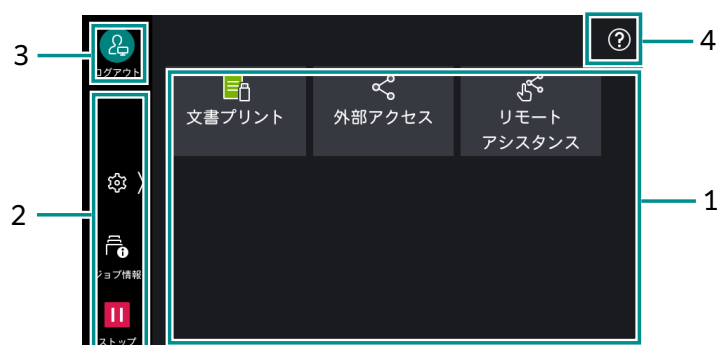 3
4
ログアウト
文書プリント
外部アクセス
リモート
アシスタンス
1
2
ジョブ情報
ストップ